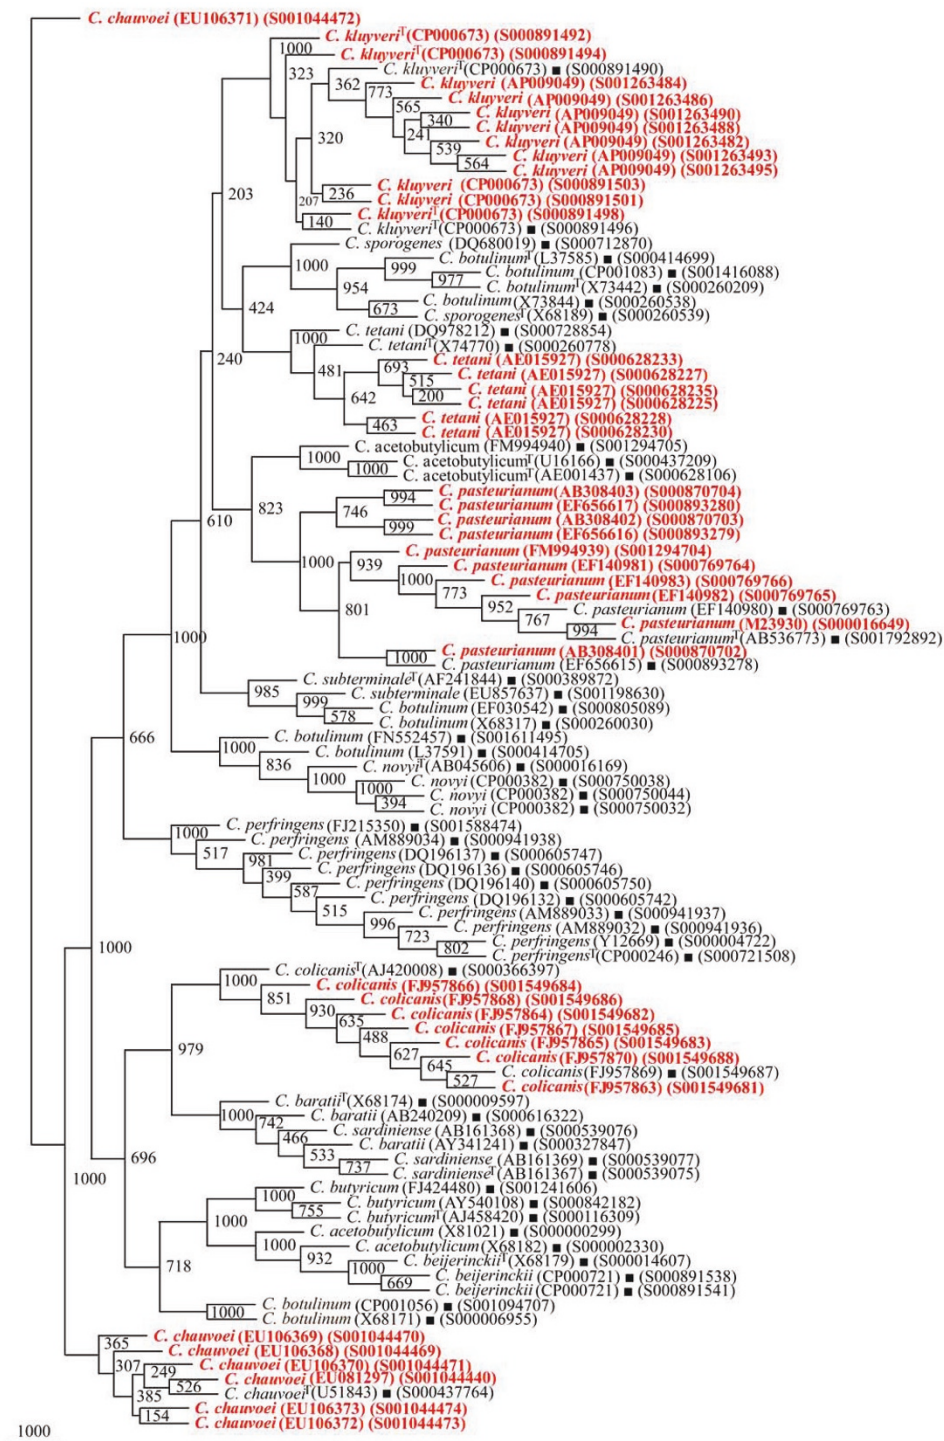 C. chauvoei (EU106371) (S001044472)
C. kluyveriT (CP000673) (S000891492)
1000
C. kluyveriT (CP000673) (S000891494)
323
C. kluyveriT (CP000673) ■ (S000891490)
362
C. kluyveri (AP009049) (S001263484)
773
C. kluyveri (AP009049) (S001263486)
565
C. kluyveri (AP009049) (S001263490)
340
C. kluyveri (AP009049) (S001263488)
241
320
C. kluyveri (AP009049) (S001263482)
539
C. kluyveri (AP009049) (S001263493)
564
C. kluyveri (AP009049) (S001263495)
C. kluyveri (CP000673) (S000891503)
203
236
C. kluyveri (CP000673) (S000891501)
207
C. kluyveriT (CP000673) (S000891498)
140
C. kluyveriT (CP000673) ■ (S000891496)
C. sporogenes (DQ680019) ■ (S000712870)
1000
C. botulinumT (L37585) ■ (S000414699)
999
C. botulinum (CP001083) ■ (S001416088)
977
C. botulinumT (X73442) ■ (S000260209)
954
C. botulinum (X73844) ■ (S000260538)
424
673
C. sporogenesT (X68189) ■ (S000260539)
C. tetani (DQ978212) ■ (S000728854)
1000
C. tetaniT (X74770) ■ (S000260778)
240
C. tetani (AE015927) (S000628233)
481
693
C. tetani (AE015927) (S000628227)
515
C. tetani (AE015927) (S000628235)
642
200
C. tetani (AE015927) (S000628225)
C. tetani (AE015927) (S000628228)
463
C. tetani (AE015927) (S000628230)
C. acetobutylicum (FM994940) ■ (S001294705)
1000
C. acetobutylicumT (U16166) ■ (S000437209)
1000
C. acetobutylicumT (AE001437) ■ (S000628106)
C. pasteurianum (AB308403) (S000870704)
994
823
C. pasteurianum (EF656617) (S000893280)
746
610
C. pasteurianum (AB308402) (S000870703)
999
C. pasteurianum (EF656616) (S000893279)
C. pasteurianum (FM994939) (S001294704)
1000
939
C. pasteurianum (EF140981) (S000769764)
1000
C. pasteurianum (EF140983) (S000769766)
773
C. pasteurianum (EF140982) (S000769765)
801
952
C. pasteurianum (EF140980) ■ (S000769763)
767
C. pasteurianum (M23930) (S000016649)
1000
994
C. pasteurianumT (AB536773) ■ (S001792892)
C. pasteurianum (AB308401) (S000870702)
1000
C. pasteurianum (EF656615) ■ (S000893278)
C. subterminaleT (AF241844) ■ (S000389872)
985
C. subterminale (EU857637) ■ (S001198630)
999
C. botulinum (EF030542) ■ (S000805089)
578
C. botulinum (X68317) ■ (S000260030)
666
C. botulinum (FN552457) ■ (S001611495)
1000
C. botulinum (L37591) ■ (S000414705)
836
C. novyiT (AB045606) ■ (S000016169)
1000
C. novyi (CP000382) ■ (S000750038)
1000
C. novyi (CP000382) ■ (S000750044)
394
C. novyi (CP000382) ■ (S000750032)
C. perfringens (FJ215350) ■ (S001588474)
1000
C. perfringens (AM889034) ■ (S000941938)
517
C. perfringens (DQ196137) ■ (S000605747)
981
C. perfringens (DQ196136) ■ (S000605746)
399
C. perfringens (DQ196140) ■ (S000605750)
587
C. perfringens (DQ196132) ■ (S000605742)
515
C. perfringens (AM889033) ■ (S000941937)
996
C. perfringens (AM889032) ■ (S000941936)
723
C. perfringens (Y12669) ■ (S000004722)
1000
802
C. perfringensT (CP000246) ■ (S000721508)
C. colicanisT (AJ420008) ■ (S000366397)
1000
C. colicanis (FJ957866) (S001549684)
851
C. colicanis (FJ957868) (S001549686)
930
C. colicanis (FJ957864) (S001549682)
635
C. colicanis (FJ957867) (S001549685)
979
488
C. colicanis (FJ957865) (S001549683)
627
C. colicanis (FJ957870) (S001549688)
645
C. colicanis (FJ957869) ■ (S001549687)
527
C. colicanis (FJ957863) (S001549681)
C. baratiiT (X68174) ■ (S000009597)
1000
C. baratii (AB240209) ■ (S000616322)
742
C. sardiniense (AB161368) ■ (S000539076)
466
C. baratii (AY341241) ■ (S000327847)
696
533
C. sardiniense (AB161369) ■ (S000539077)
737
C. sardinienseT (AB161367) ■ (S000539075)
1000
C. butyricum (FJ424480) ■ (S001241606)
1000
C. butyricum (AY540108) ■ (S000842182)
755
C. butyricumT (AJ458420) ■ (S000116309)
1000
C. acetobutylicum (X81021) ■ (S000000299)
1000
C. acetobutylicum (X68182) ■ (S000002330)
932
C. beijerinckiiT (X68179) ■ (S000014607)
718
1000
C. beijerinckii (CP000721) ■ (S000891538)
669
C. beijerinckii (CP000721) ■ (S000891541)
C. botulinum (CP001056) ■ (S001094707)
1000
C. botulinum (X68171) ■ (S000006955)
C. chauvoei (EU106369) (S001044470)
365
C. chauvoei (EU106368) (S001044469)
307
C. chauvoei (EU106370) (S001044471)
249
C. chauvoei (EU081297) (S001044440)
526
C. chauvoeiT (U51843) ■ (S000437764)
385
C. chauvoei (EU106373) (S001044474)
154
C. chauvoei (EU106372) (S001044473)
1000